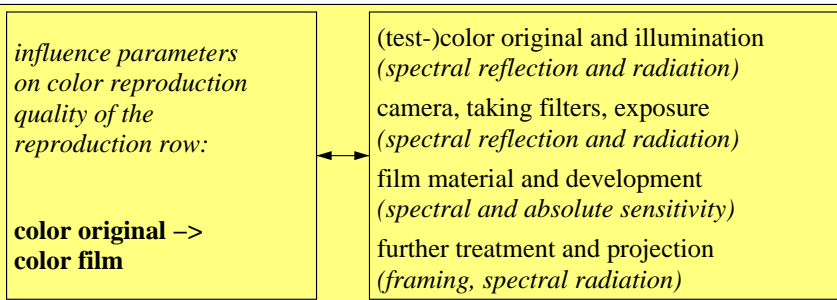 influence parameters
on color reproduction
quality of the
reproduction row:
color original −>
color film
(test-)color original and illumination
(spectral reflection and radiation)
camera, taking filters, exposure
(spectral reflection and radiation)
film material and development
(spectral and absolute sensitivity)
further treatment and projection
(framing, spectral radiation)